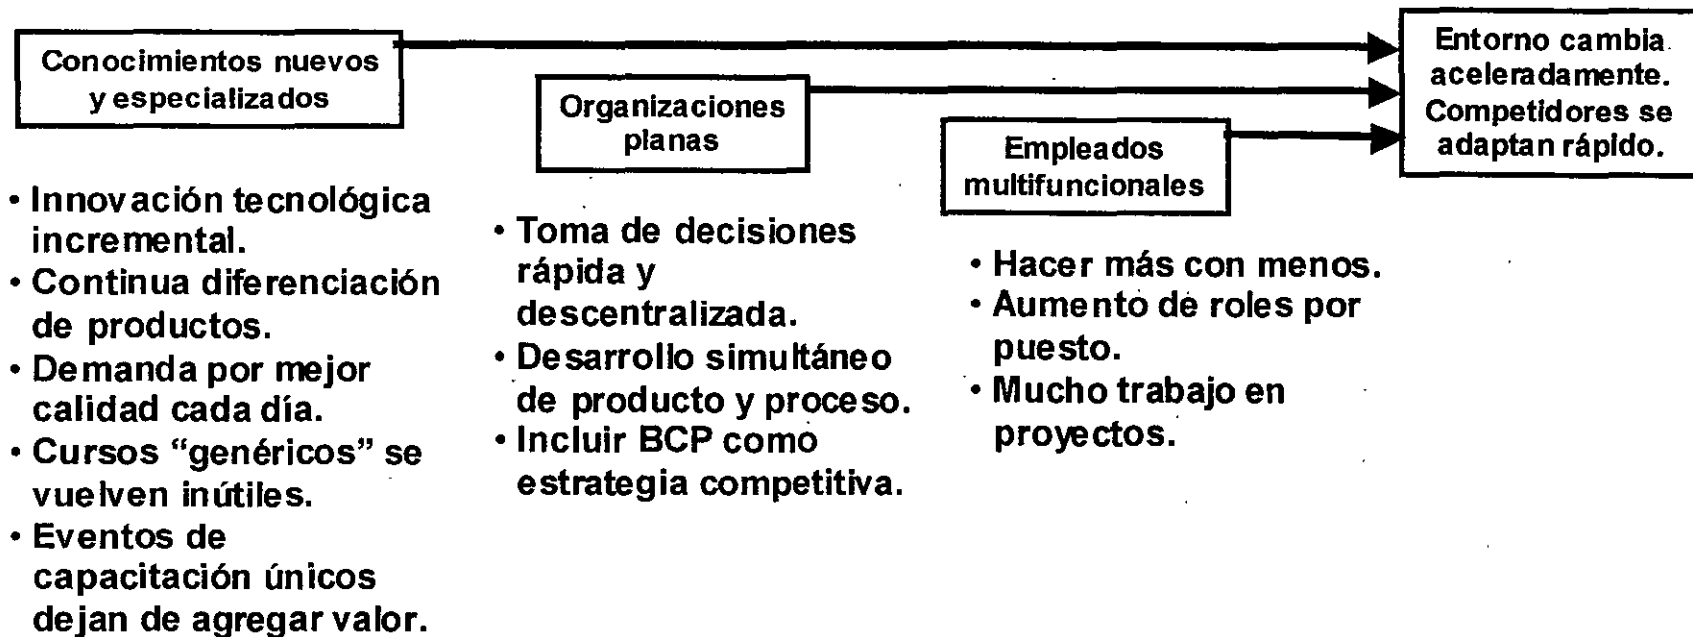 Conocimientos nuevos
y especializados
Organizaciones
planas
Empleados
multifuncionales
Entorno cambia
aceleradamente.
Competidores se
adaptan rápido.
• Innovación tecnológica
incremental.
• Continua diferenciación
de productos.
• Demanda por mejor
calidad cada día.
• Cursos “genéricos” se
vuelven inútiles.
• Eventos de
capacitación únicos
dejan de agregar valor.
• Toma de decisiones
rápida y
descentralizada.
• Desarrollo simultáneo
de producto y proceso.
• Incluir BCP como
estrategia competitiva.
• Hacer más con menos.
• Aumento de roles por
puesto.
• Mucho trabajo en
proyectos.